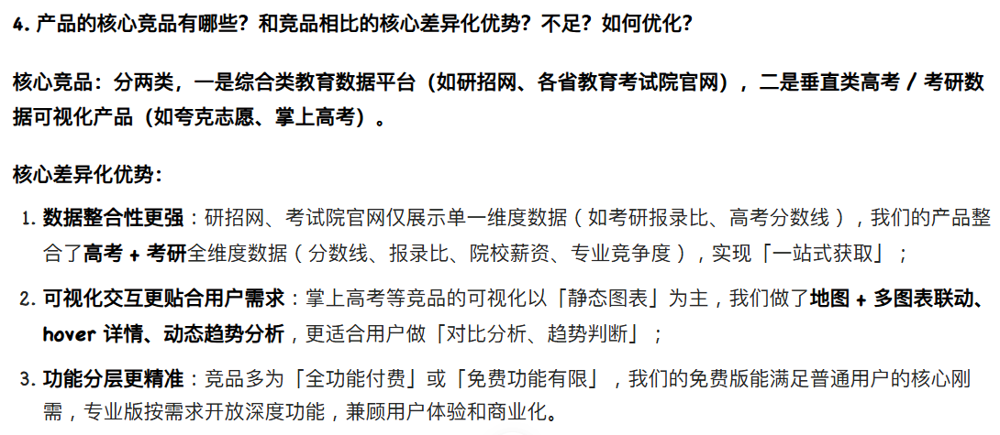 4. 产品的核心竞品有哪些？和竞品相比的核心差异化优势？不足？如何优化？
核心竞品：分两类，一是综合类教育数据平台（如研招网、各省教育考试院官网），二是垂直类高考 / 考研数
据可视化产品（如夸克志愿、掌上高考）。
核心差异化优势：
1. 数据整合性更强：研招网、考试院官网仅展示单一维度数据（如考研报录比、高考分数线），我们的产品整
合了高考 + 考研全维度数据（分数线、报录比、院校薪资、专业竞争度），实现「一站式获取」；
2. 可视化交互更贴合用户需求：掌上高考等竞品的可视化以「静态图表」为主，我们做了地图 + 多图表联动、
hover 详情、动态趋势分析，更适合用户做「对比分析、趋势判断」；
3. 功能分层更精准：竞品多为「全功能付费」或「免费功能有限」，我们的免费版能满足普通用户的核心刚
需，专业版按需求开放深度功能，兼顾用户体验和商业化。